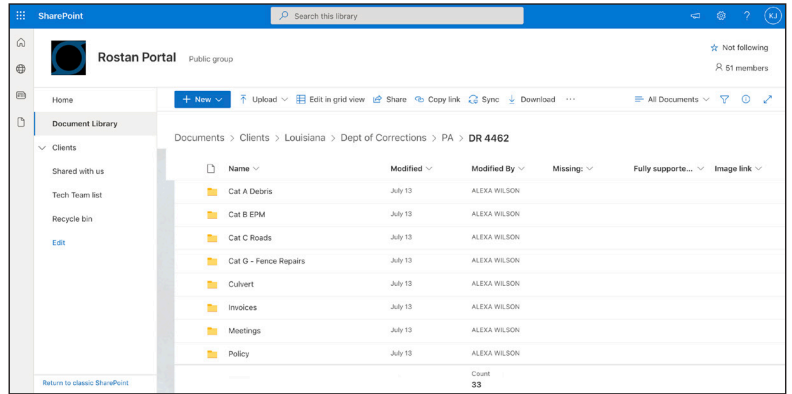 SharePoint
Search this library
KJ
Rostan Portal Public group
Not following
51 members
Home
Document Library
Clients
Shared with us
Tech Team list
Recycle bin
Edit
Return to classic SharePoint
+ New Upload Edit in grid view Share Copy link Sync Download ··· All Documents
Documents > Clients > Louisiana > Dept of Corrections > PA > DR 4462
Name Modified Modified By Missing: Fully supporte... Image link
Cat A Debris July 13 ALEXA WILSON
Cat B EPM July 13 ALEXA WILSON
Cat C Roads July 13 ALEXA WILSON
Cat G - Fence Repairs July 13 ALEXA WILSON
Culvert July 13 ALEXA WILSON
Invoices July 13 ALEXA WILSON
Meetings July 13 ALEXA WILSON
Policy July 13 ALEXA WILSON
Count
33